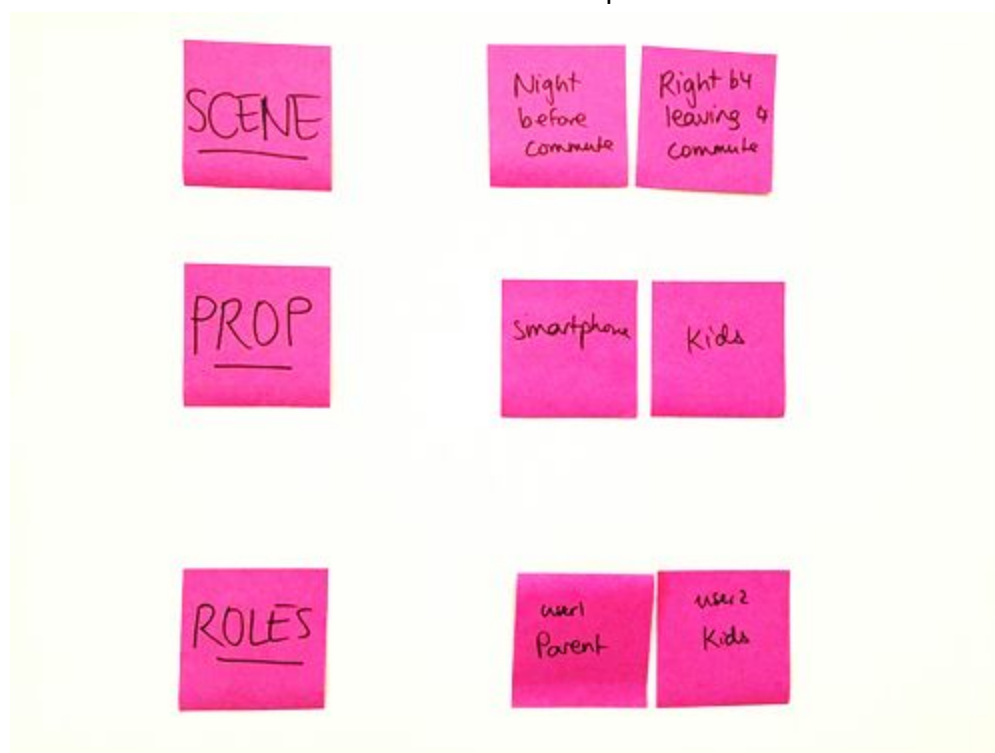 SCENE
Night
before
commute
Right b4
leaving 4
commute
PROP
Smartphone
Kids
ROLES
user1
Parent
user2
Kids